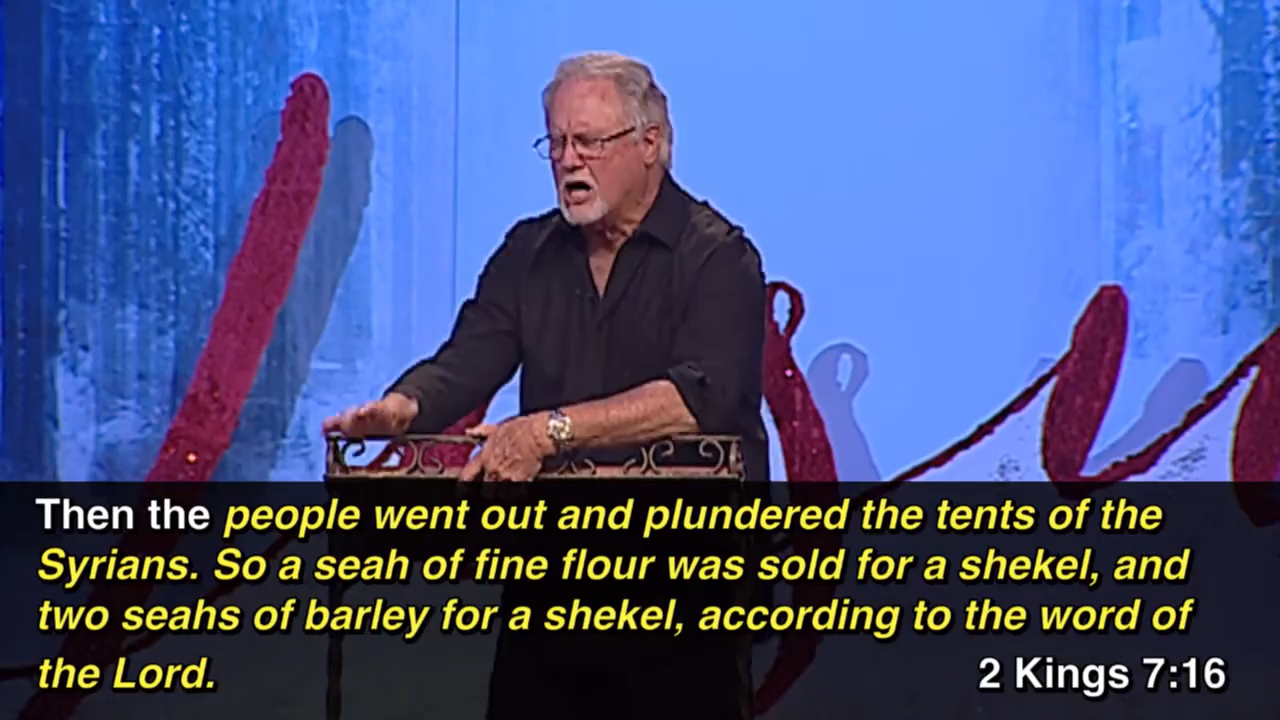 Then the people went out and plundered the tents of the
Syrians. So a seah of fine flour was sold for a shekel, and
two seahs of barley for a shekel, according to the word of
the Lord.
2 Kings 7:16